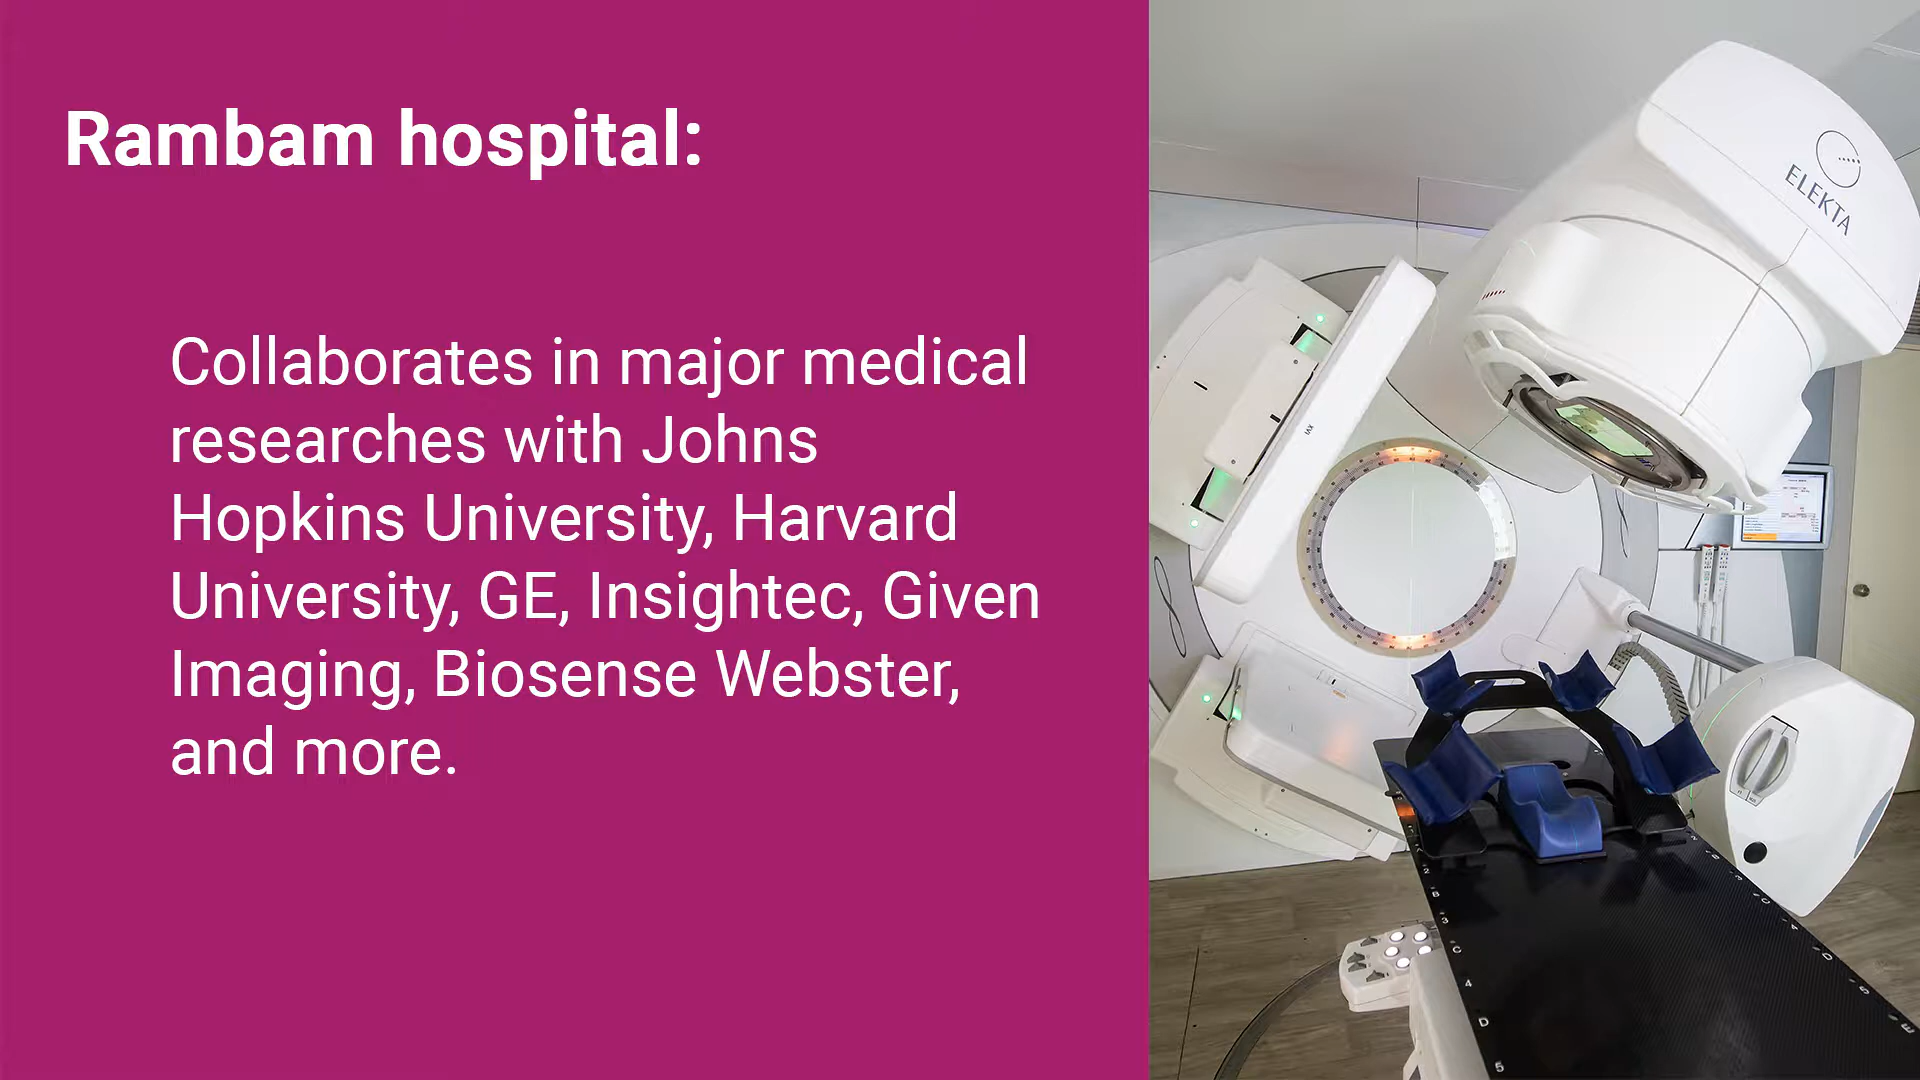 Rambam hospital:
Collaborates in major medical
researches with Johns
Hopkins University, Harvard
University, GE, Insightec, Given
Imaging, Biosense Webster,
and more.
ELEKTA
XVI